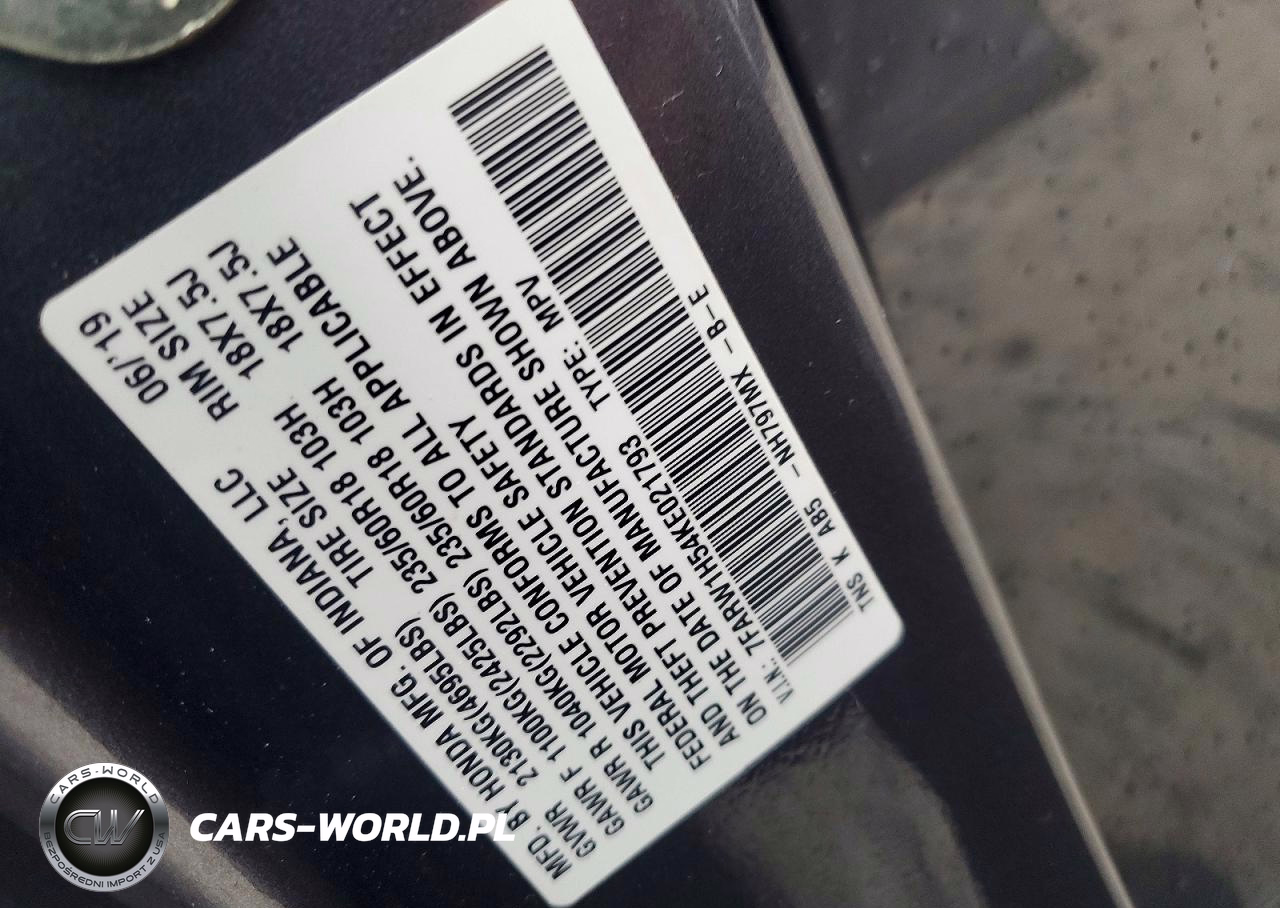 MFD. BY HONDA MFG. OF INDIANA, LLC 06/'19
GVWR 2130KG(4695LBS) TIRE SIZE RIM SIZE
GAWR F 1100KG(2425LBS) 235/60R18 103H 18X7.5J
GAWR R 1040KG(2292LBS) 235/60R18 103H 18X7.5J
THIS VEHICLE CONFORMS TO ALL APPLICABLE
FEDERAL MOTOR VEHICLE SAFETY
AND THEFT PREVENTION STANDARDS IN EFFECT
ON THE DATE OF MANUFACTURE SHOWN ABOVE.
V.I.N.: 7FARW1H54KE021793 TYPE. MPV
TNS K AB5 -NH797MX -B-E
CARS-WORLD
CW
BEZPOŚREDNI IMPORT Z USA
CARS-WORLD.PL